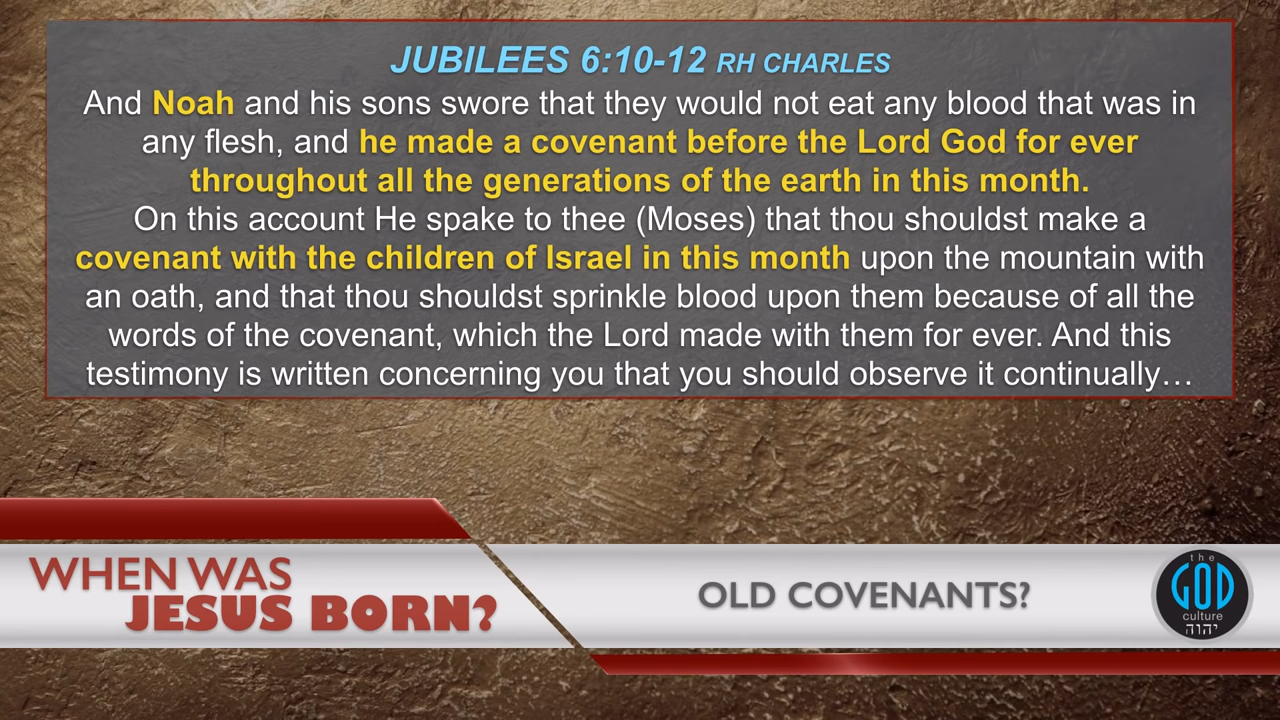 JUBILEES 6:10-12 RH CHARLES
And Noah and his sons swore that they would not eat any blood that was in
any flesh, and he made a covenant before the Lord God for ever
throughout all the generations of the earth in this month.
On this account He spake to thee (Moses) that thou shouldst make a
covenant with the children of Israel in this month upon the mountain with
an oath, and that thou shouldst sprinkle blood upon them because of all the
words of the covenant, which the Lord made with them for ever. And this
testimony is written concerning you that you should observe it continually…
WHEN WAS
JESUS BORN?
OLD COVENANTS?
the
GOD
culture
יהוה